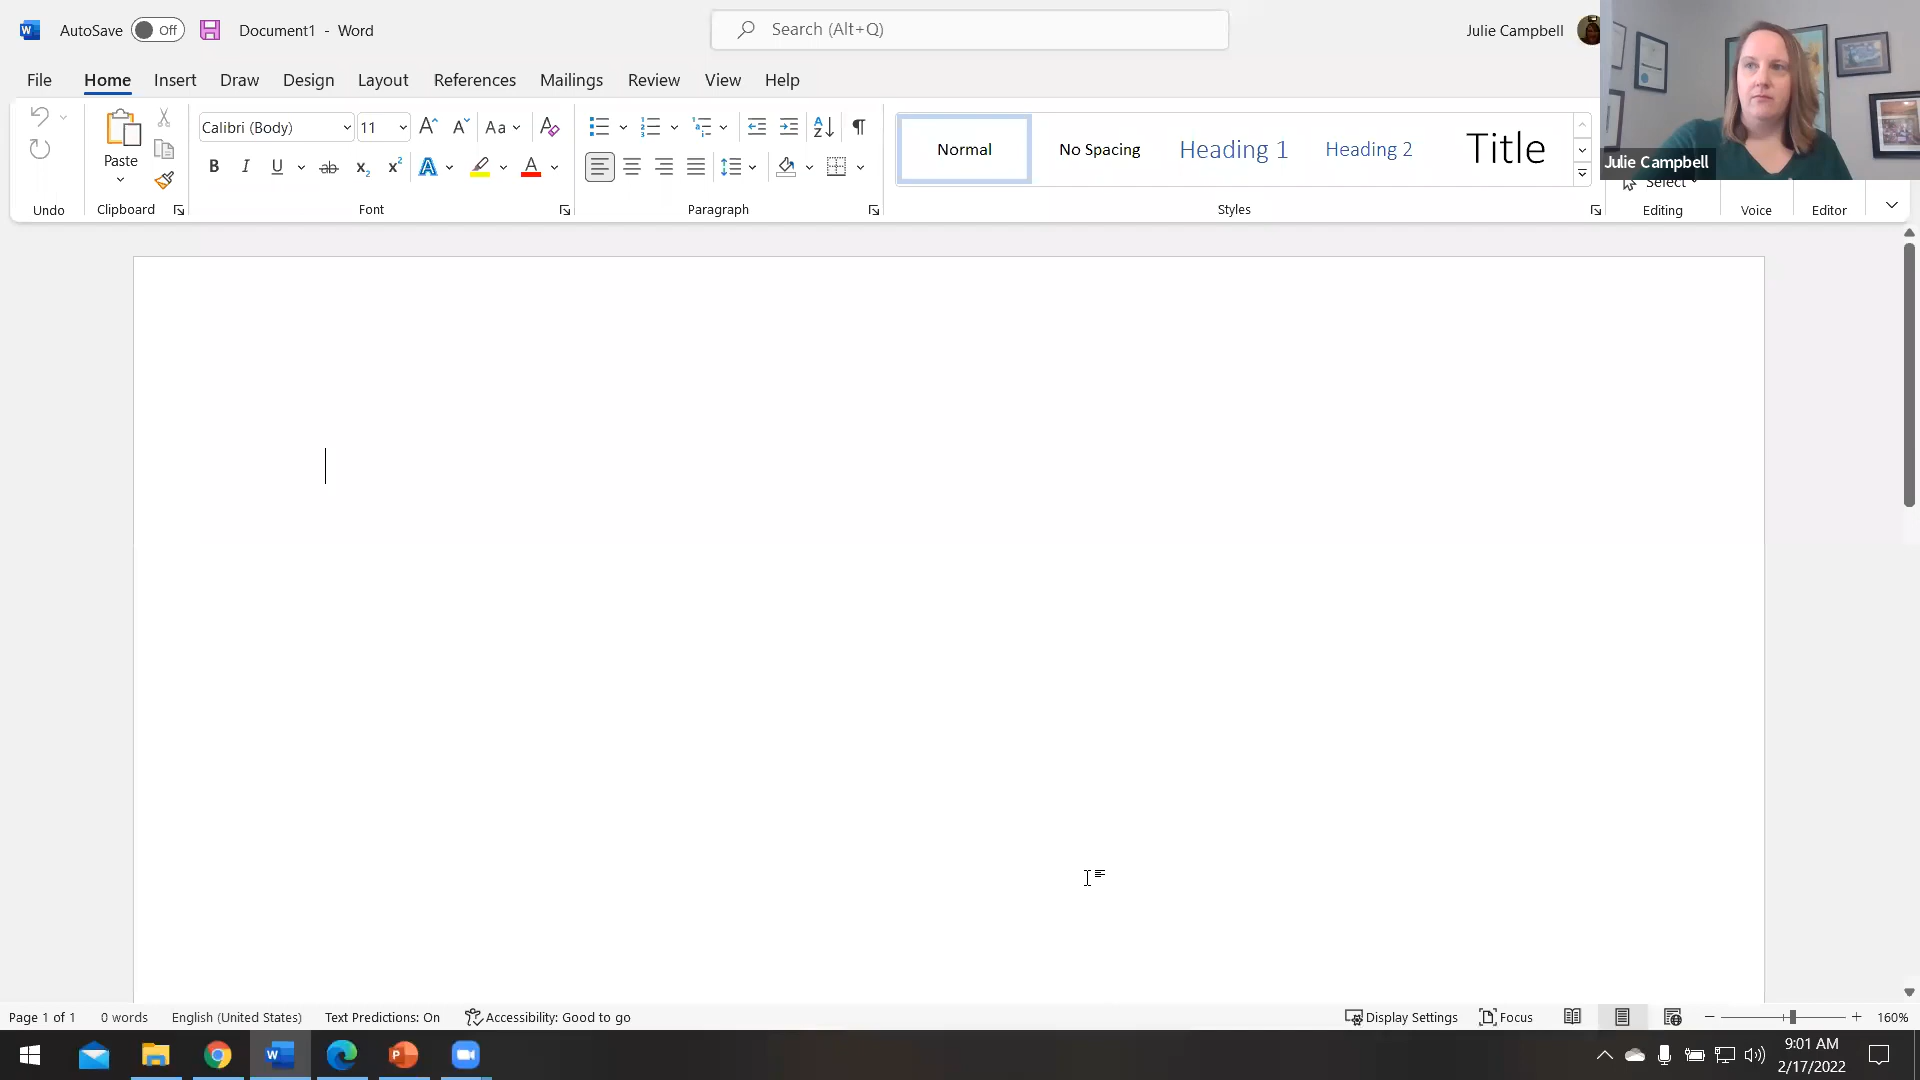 AutoSave Off Document1 - Word Search (Alt+Q) Julie Campbell
File Home Insert Draw Design Layout References Mailings Review View Help
Calibri (Body) 11 Aa
Paste
B I U ab x₂ x² A A
Normal No Spacing Heading 1 Heading 2 Title
Julie Campbell
Select
Undo Clipboard Font Paragraph Styles Editing Voice Editor
Page 1 of 1 0 words English (United States) Text Predictions: On Accessibility: Good to go Display Settings Focus 160%
9:01 AM
2/17/2022